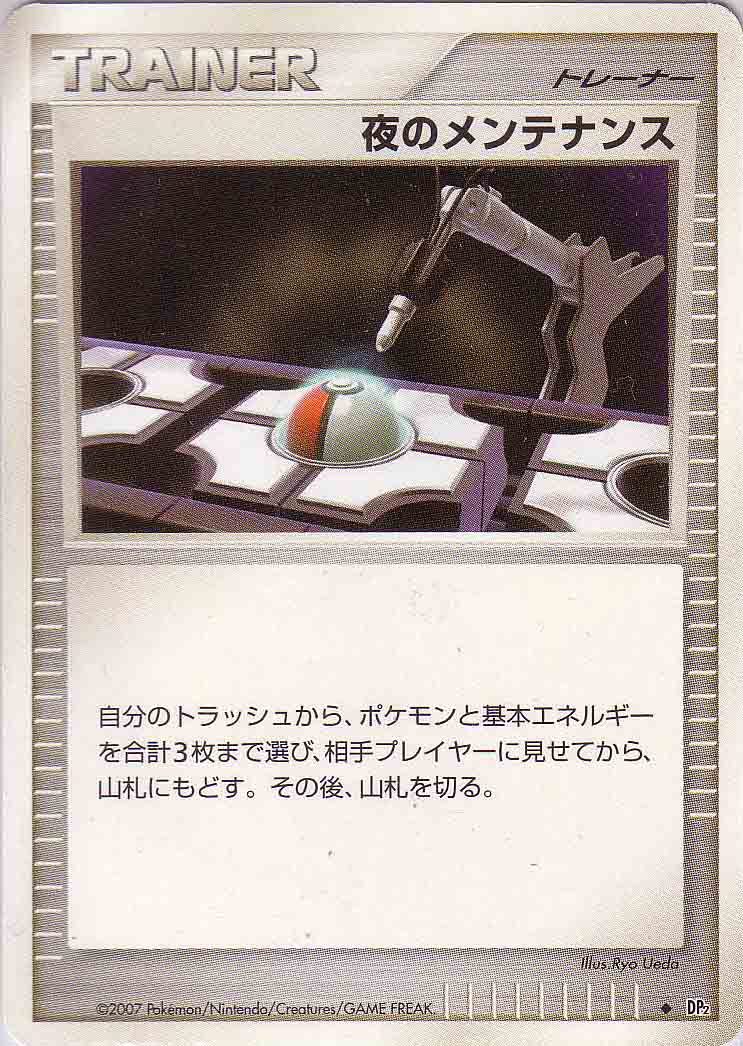 TRAINER
トレーナー
夜のメンテナンス
自分のトラッシュから、ポケモンと基本エネルギー
を合計3枚まで選び、相手プレイヤーに見せてから、
山札にもどす。その後、山札を切る。
Illus.Ryo Ueda
©2007 Pokémon/Nintendo/Creatures/GAME FREAK.
◆ DP2